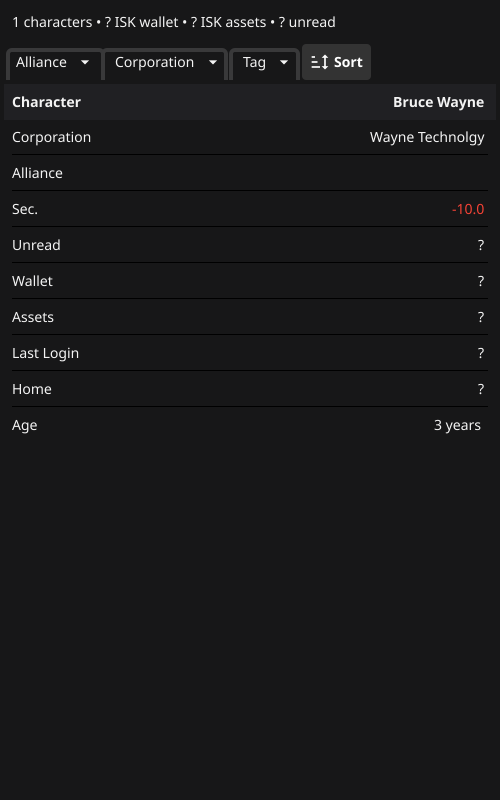 1 characters • ? ISK wallet • ? ISK assets • ? unread
Alliance Corporation Tag Sort
Character Bruce Wayne
Corporation Wayne Technolgy
Alliance
Sec. -10.0
Unread ?
Wallet ?
Assets ?
Last Login ?
Home ?
Age 3 years